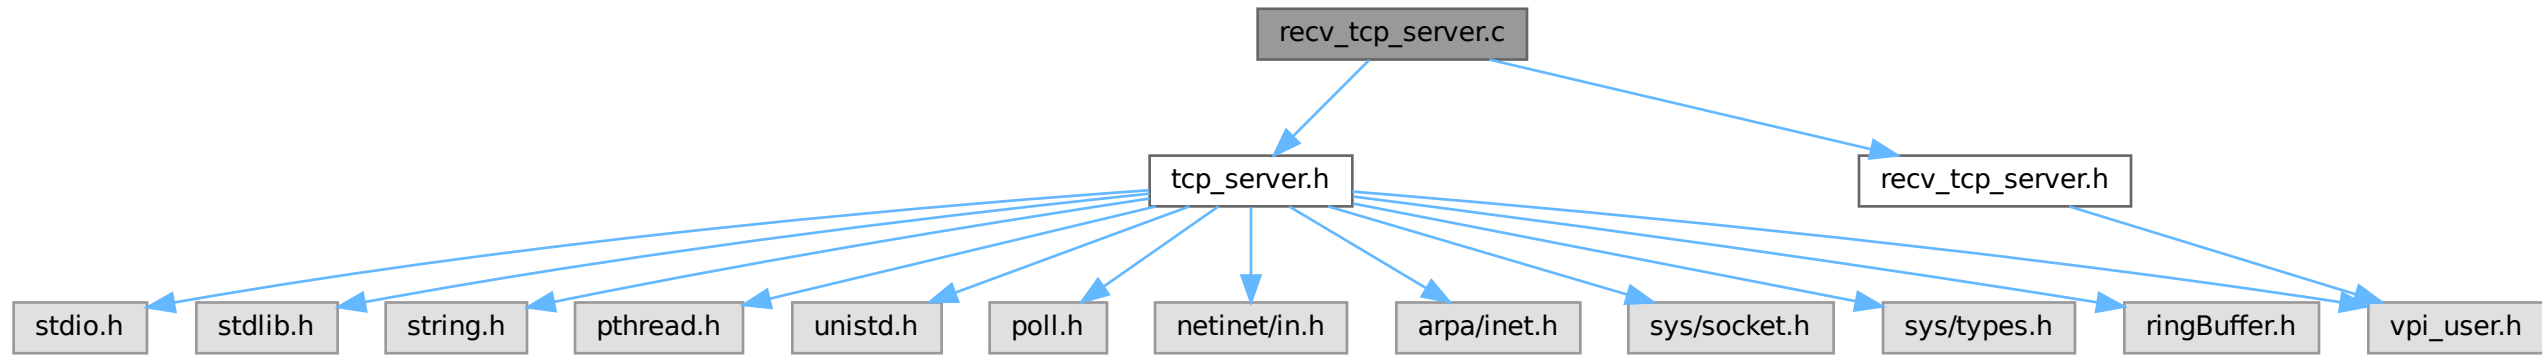 recv_tcp_server.c
tcp_server.h
recv_tcp_server.h
stdio.h
stdlib.h
string.h
pthread.h
unistd.h
poll.h
netinet/in.h
arpa/inet.h
sys/socket.h
sys/types.h
ringBuffer.h
vpi_user.h